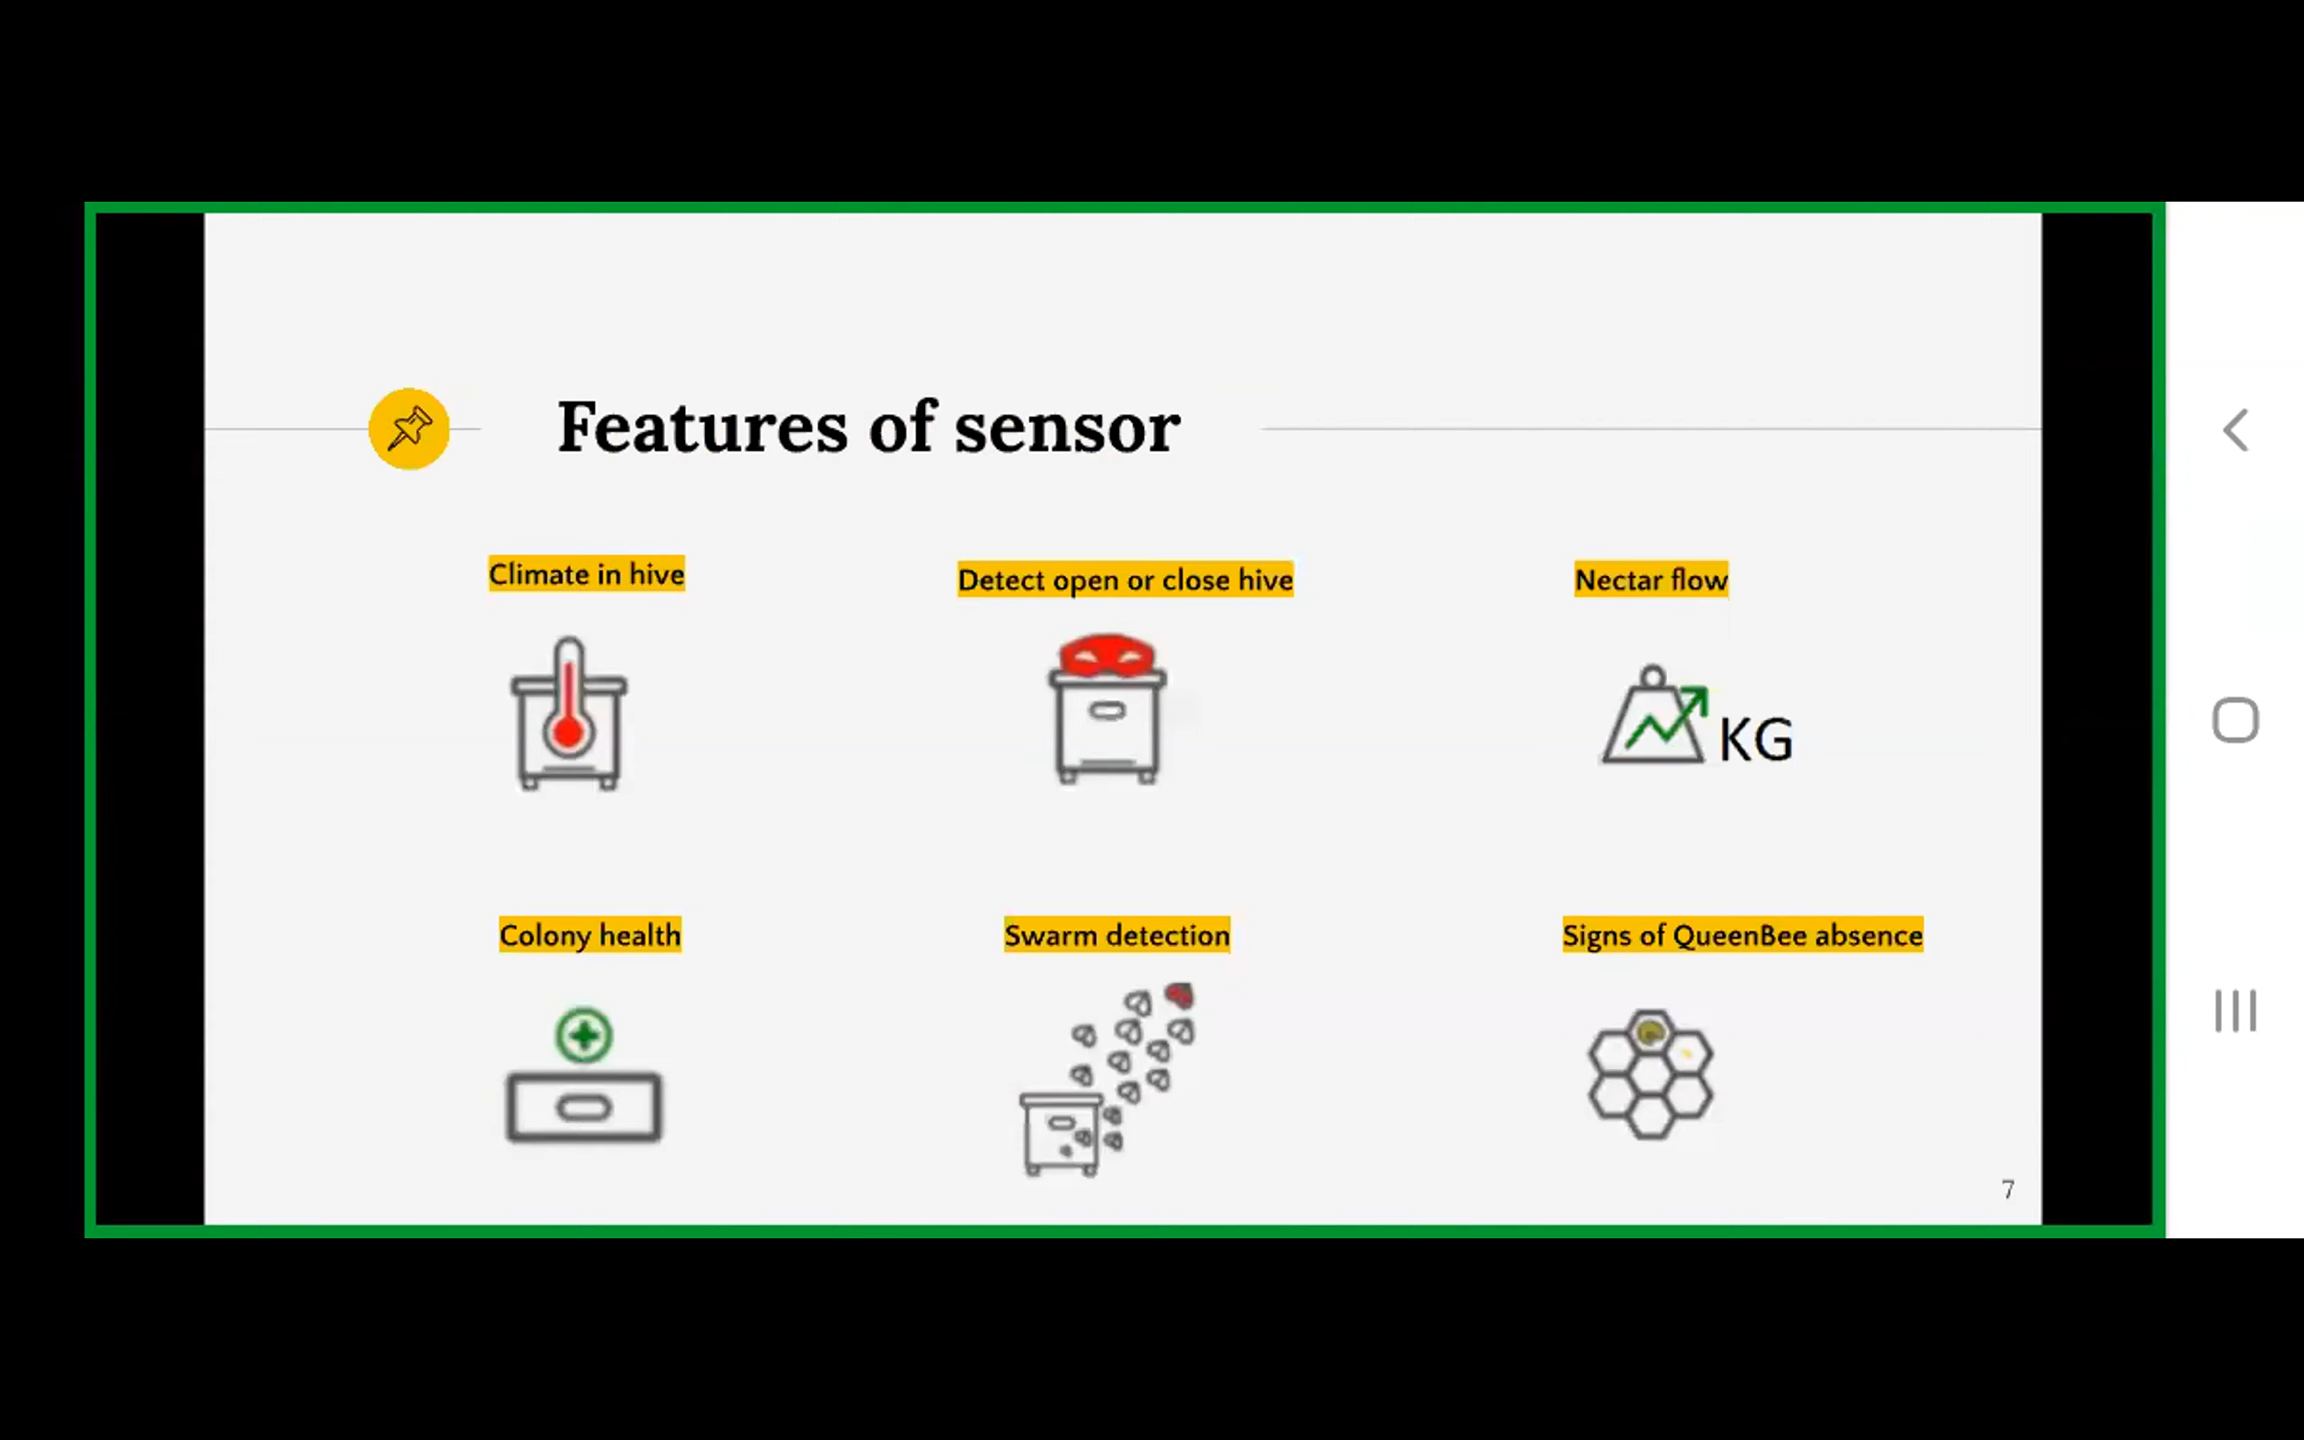 Features of sensor
Climate in hive
Detect open or close hive
Nectar flow
KG
Colony health
Swarm detection
Signs of QueenBee absence
7